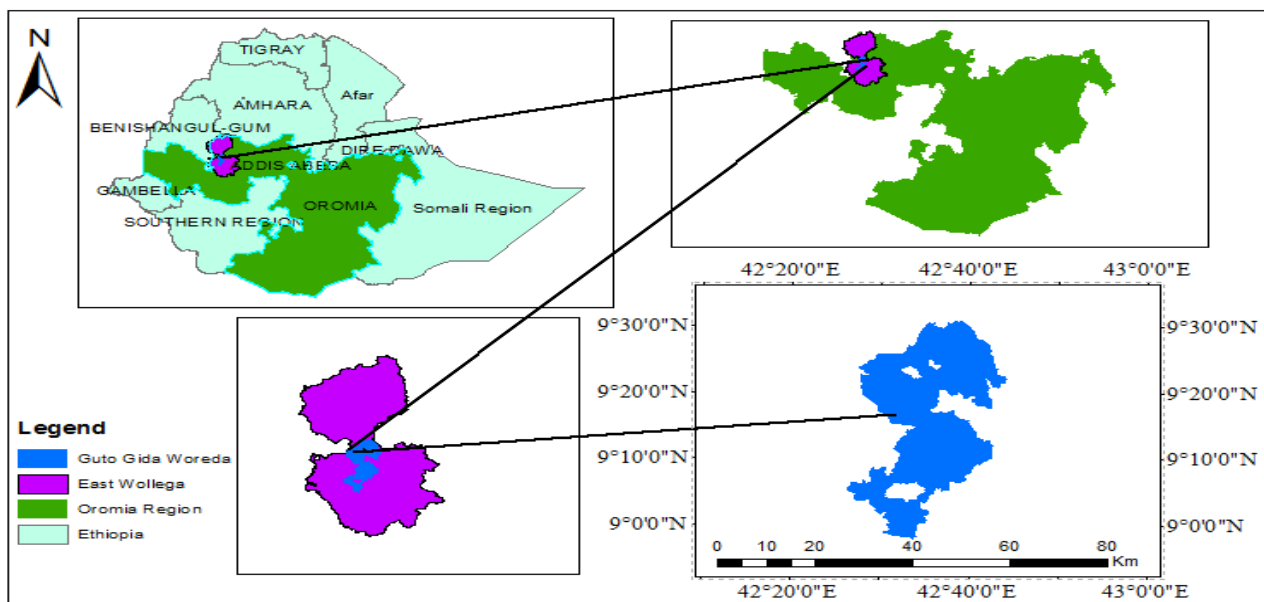 N
TIGRAY
AMHARA
Afar
BENISHANGUL-GUM
DIRE DAWA
ADDIS ABEBA
GAMBELLA
OROMIA
Somali Region
SOUTHERN REGION
42°20'0"E 42°40'0"E 43°0'0"E
9°30'0"N 9°30'0"N
9°20'0"N 9°20'0"N
9°10'0"N 9°10'0"N
9°0'0"N 9°0'0"N
0 10 20 40 60 80
Km
42°20'0"E 42°40'0"E 43°0'0"E
Legend
Guto Gida Woreda
East Wollega
Oromia Region
Ethiopia